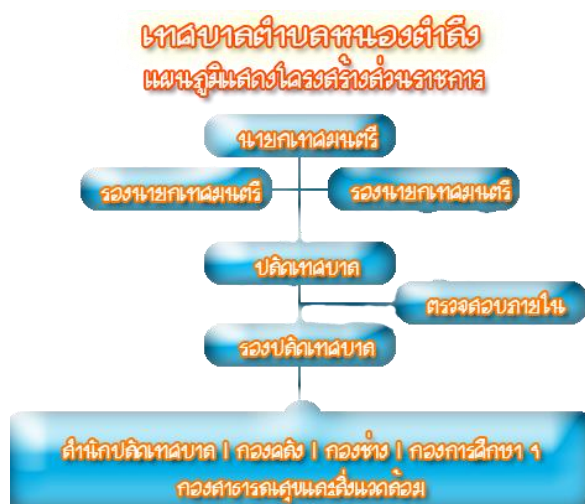 เทศบาลตำบลหนองตำลึง
แผนภูมิแสดงโครงสร้างส่วนราชการ
นายกเทศมนตรี
รองนายกเทศมนตรี รองนายกเทศมนตรี
ปลัดเทศบาล
ตรวจสอบภายใน
รองปลัดเทศบาล
สำนักปลัดเทศบาล | กองคลัง | กองช่าง | กองการศึกษา ฯ
กองสาธารณสุขและสิ่งแวดล้อม